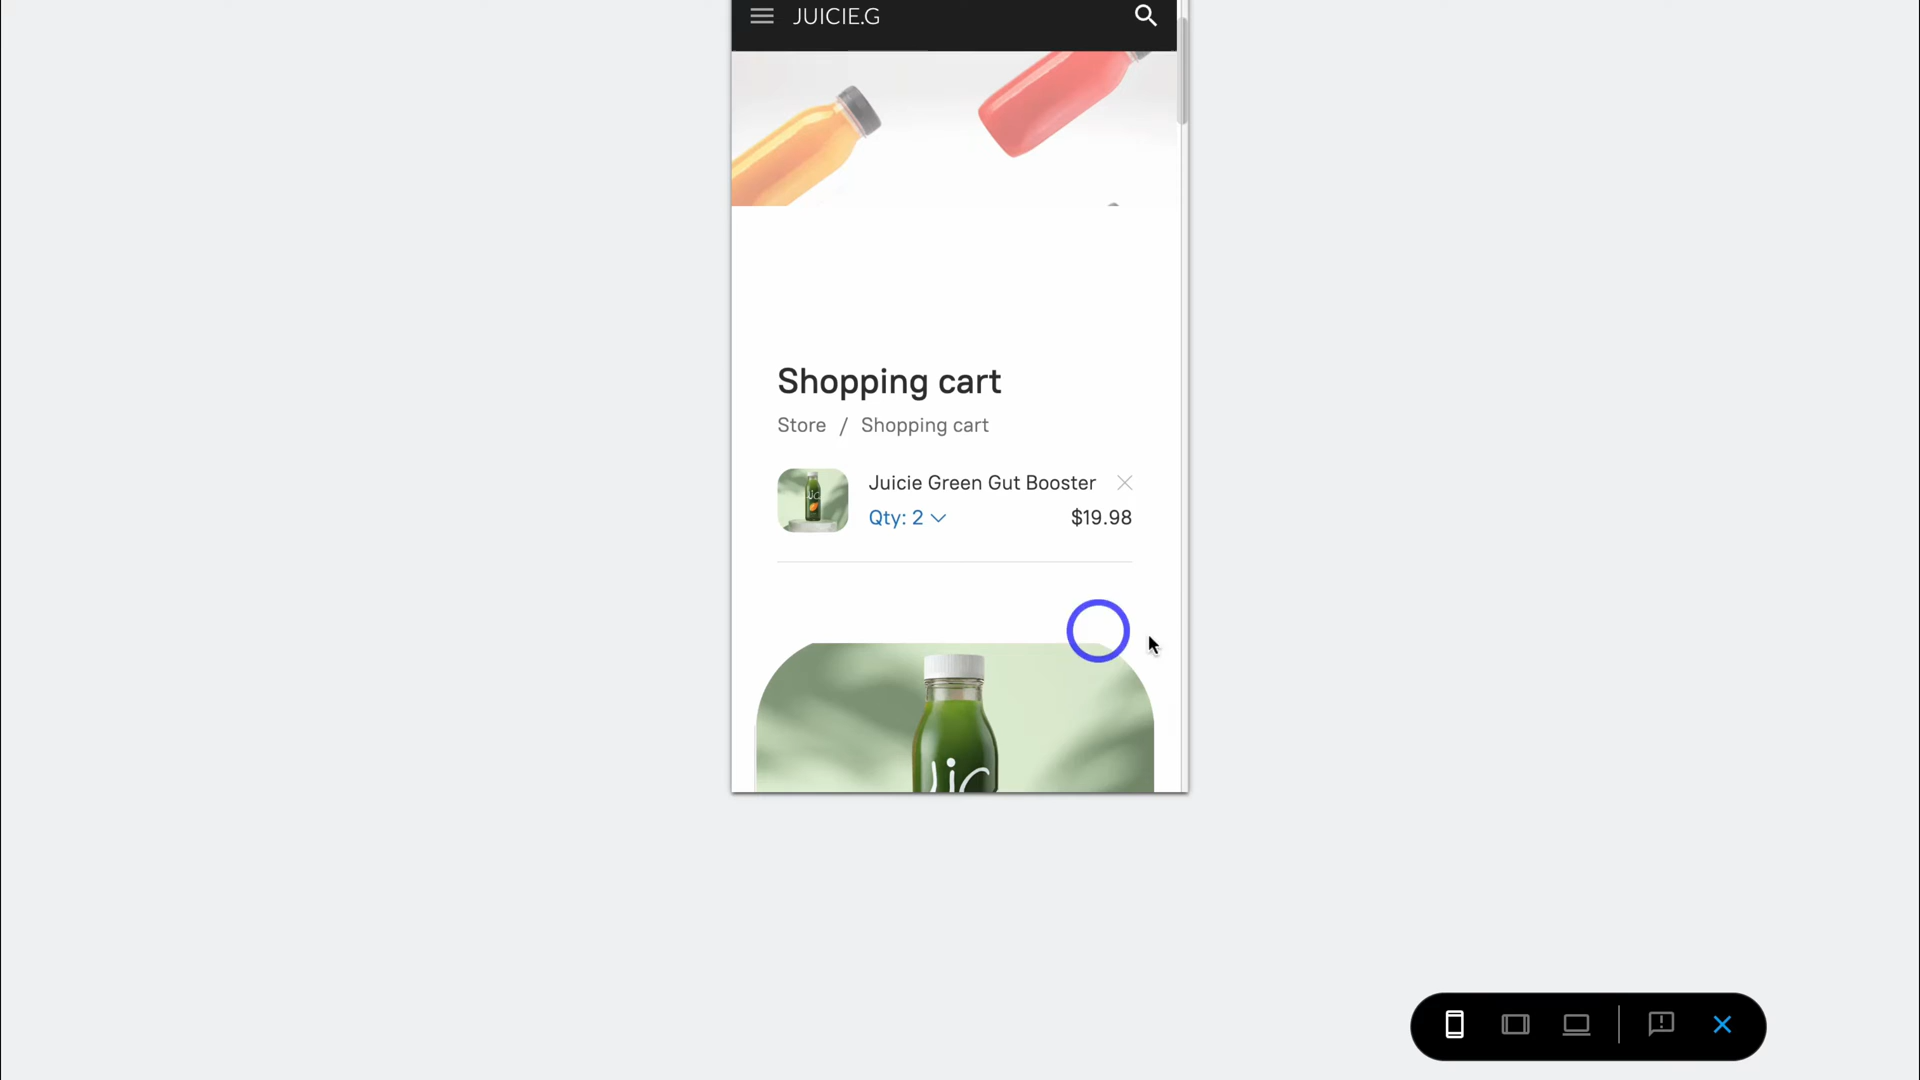 JUICIE.G
Shopping cart
Store / Shopping cart
Juicie Green Gut Booster
Qty: 2 $19.98